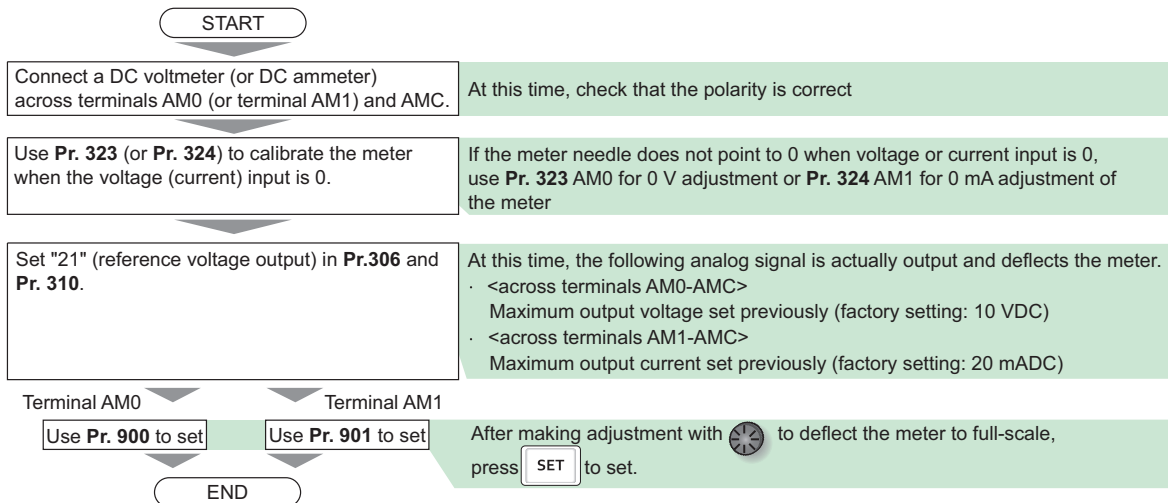 START
Connect a DC voltmeter (or DC ammeter)
across terminals AM0 (or terminal AM1) and AMC.
At this time, check that the polarity is correct
Use Pr. 323 (or Pr. 324) to calibrate the meter
when the voltage (current) input is 0.
If the meter needle does not point to 0 when voltage or current input is 0,
use Pr. 323 AM0 for 0 V adjustment or Pr. 324 AM1 for 0 mA adjustment of
the meter
Set "21" (reference voltage output) in Pr.306 and
Pr. 310.
At this time, the following analog signal is actually output and deflects the meter.
· <across terminals AM0-AMC>
Maximum output voltage set previously (factory setting: 10 VDC)
· <across terminals AM1-AMC>
Maximum output current set previously (factory setting: 20 mADC)
Terminal AM0
Terminal AM1
Use Pr. 900 to set
Use Pr. 901 to set
After making adjustment with to deflect the meter to full-scale,
press SET to set.
END